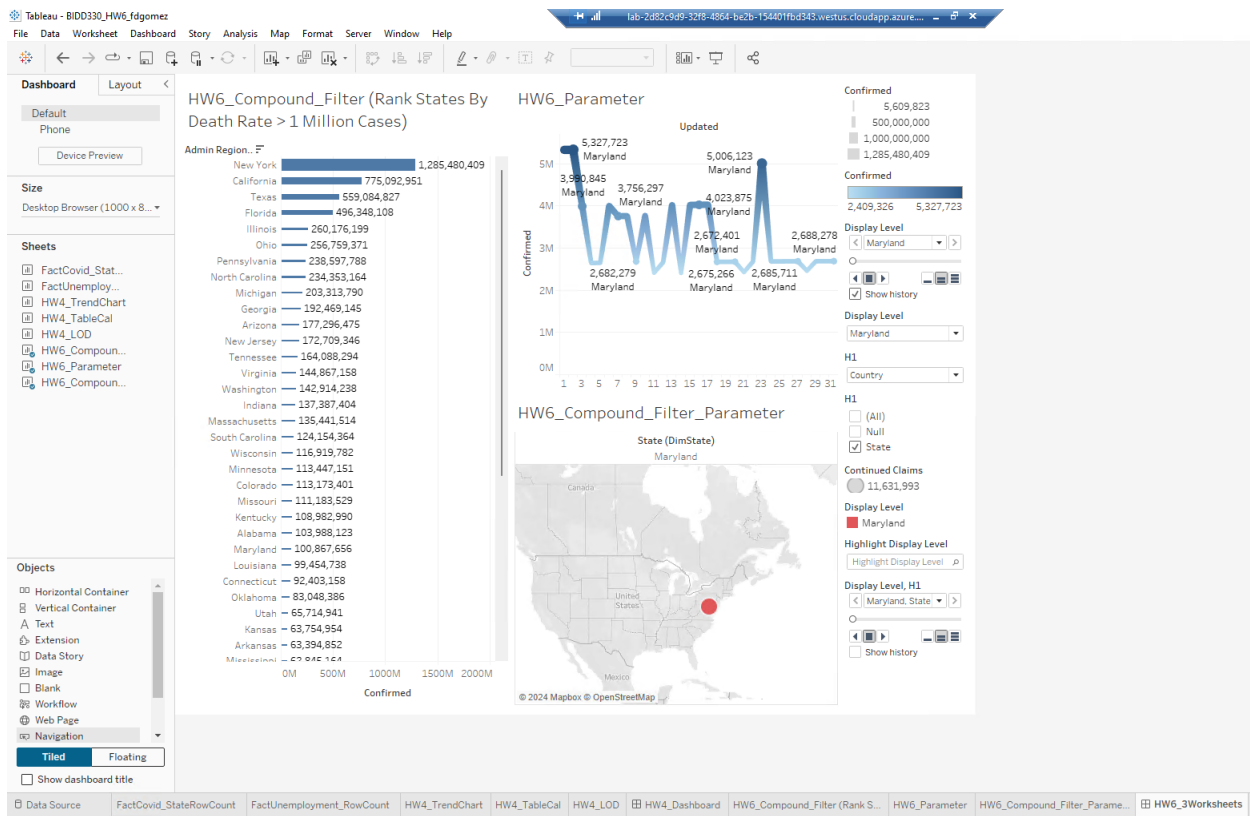 Tableau - BIDD330_HW6_fdgomez
lab-2d82c9d9-32f8-4864-be2b-154401fbd343.westus.cloudapp.azure....
File Data Worksheet Dashboard Story Analysis Map Format Server Window Help
Dashboard Layout
Default
Phone
Device Preview
Size
Desktop Browser (1000 x 8...
Sheets
FactCovid_Stat...
FactUnemploy...
HW4_TrendChart
HW4_TableCal
HW4_LOD
HW6_Compoun...
HW6_Parameter
HW6_Compoun...
Objects
Horizontal Container
Vertical Container
Text
Extension
Data Story
Image
Blank
Workflow
Web Page
Navigation
Tiled Floating
Show dashboard title
HW6_Compound_Filter (Rank States By
Death Rate > 1 Million Cases)
Admin Region..
New York 1,285,480,409
California 775,092,951
Texas 559,084,827
Florida 496,348,108
Illinois 260,176,199
Ohio 256,759,371
Pennsylvania 238,597,788
North Carolina 234,353,164
Michigan 203,313,790
Georgia 192,469,145
Arizona 177,296,475
New Jersey 172,709,346
Tennessee 164,088,294
Virginia 144,867,158
Washington 142,914,238
Indiana 137,387,404
Massachusetts 135,441,514
South Carolina 124,154,364
Wisconsin 116,919,782
Minnesota 113,447,151
Colorado 113,173,401
Missouri 111,183,529
Kentucky 108,982,990
Alabama 103,988,123
Maryland 100,867,656
Louisiana 99,454,738
Connecticut 92,403,158
Oklahoma 83,048,386
Utah 65,714,941
Kansas 63,754,954
Arkansas 63,394,852
Mississippi 62,845,164
0M 500M 1000M 1500M 2000M
Confirmed
HW6_Parameter
Updated
Confirmed
5M
4M
3M
2M
1M
0M
5,327,723
Maryland
3,990,845
Maryland
3,756,297
Maryland
5,006,123
Maryland
4,023,875
Maryland
2,672,401
Maryland
2,688,278
Maryland
2,682,279
Maryland
2,675,266
Maryland
2,685,711
Maryland
1 3 5 7 9 11 13 15 17 19 21 23 25 27 29 31
HW6_Compound_Filter_Parameter
State (DimState)
Maryland
Canada
United
States
Mexico
© 2024 Mapbox © OpenStreetMap
Confirmed
5,609,823
500,000,000
1,000,000,000
1,285,480,409
Confirmed
2,409,326 5,327,723
Display Level
Maryland
Show history
Display Level
Maryland
H1
Country
H1
(All)
Null
State
Continued Claims
11,631,993
Display Level
Maryland
Highlight Display Level
Highlight Display Level
Display Level, H1
Maryland, State
Show history
Data Source FactCovid_StateRowCount FactUnemployment_RowCount HW4_TrendChart HW4_TableCal HW4_LOD HW4_Dashboard HW6_Compound_Filter (Rank S... HW6_Parameter HW6_Compound_Filter_Parame... HW6_3Worksheets